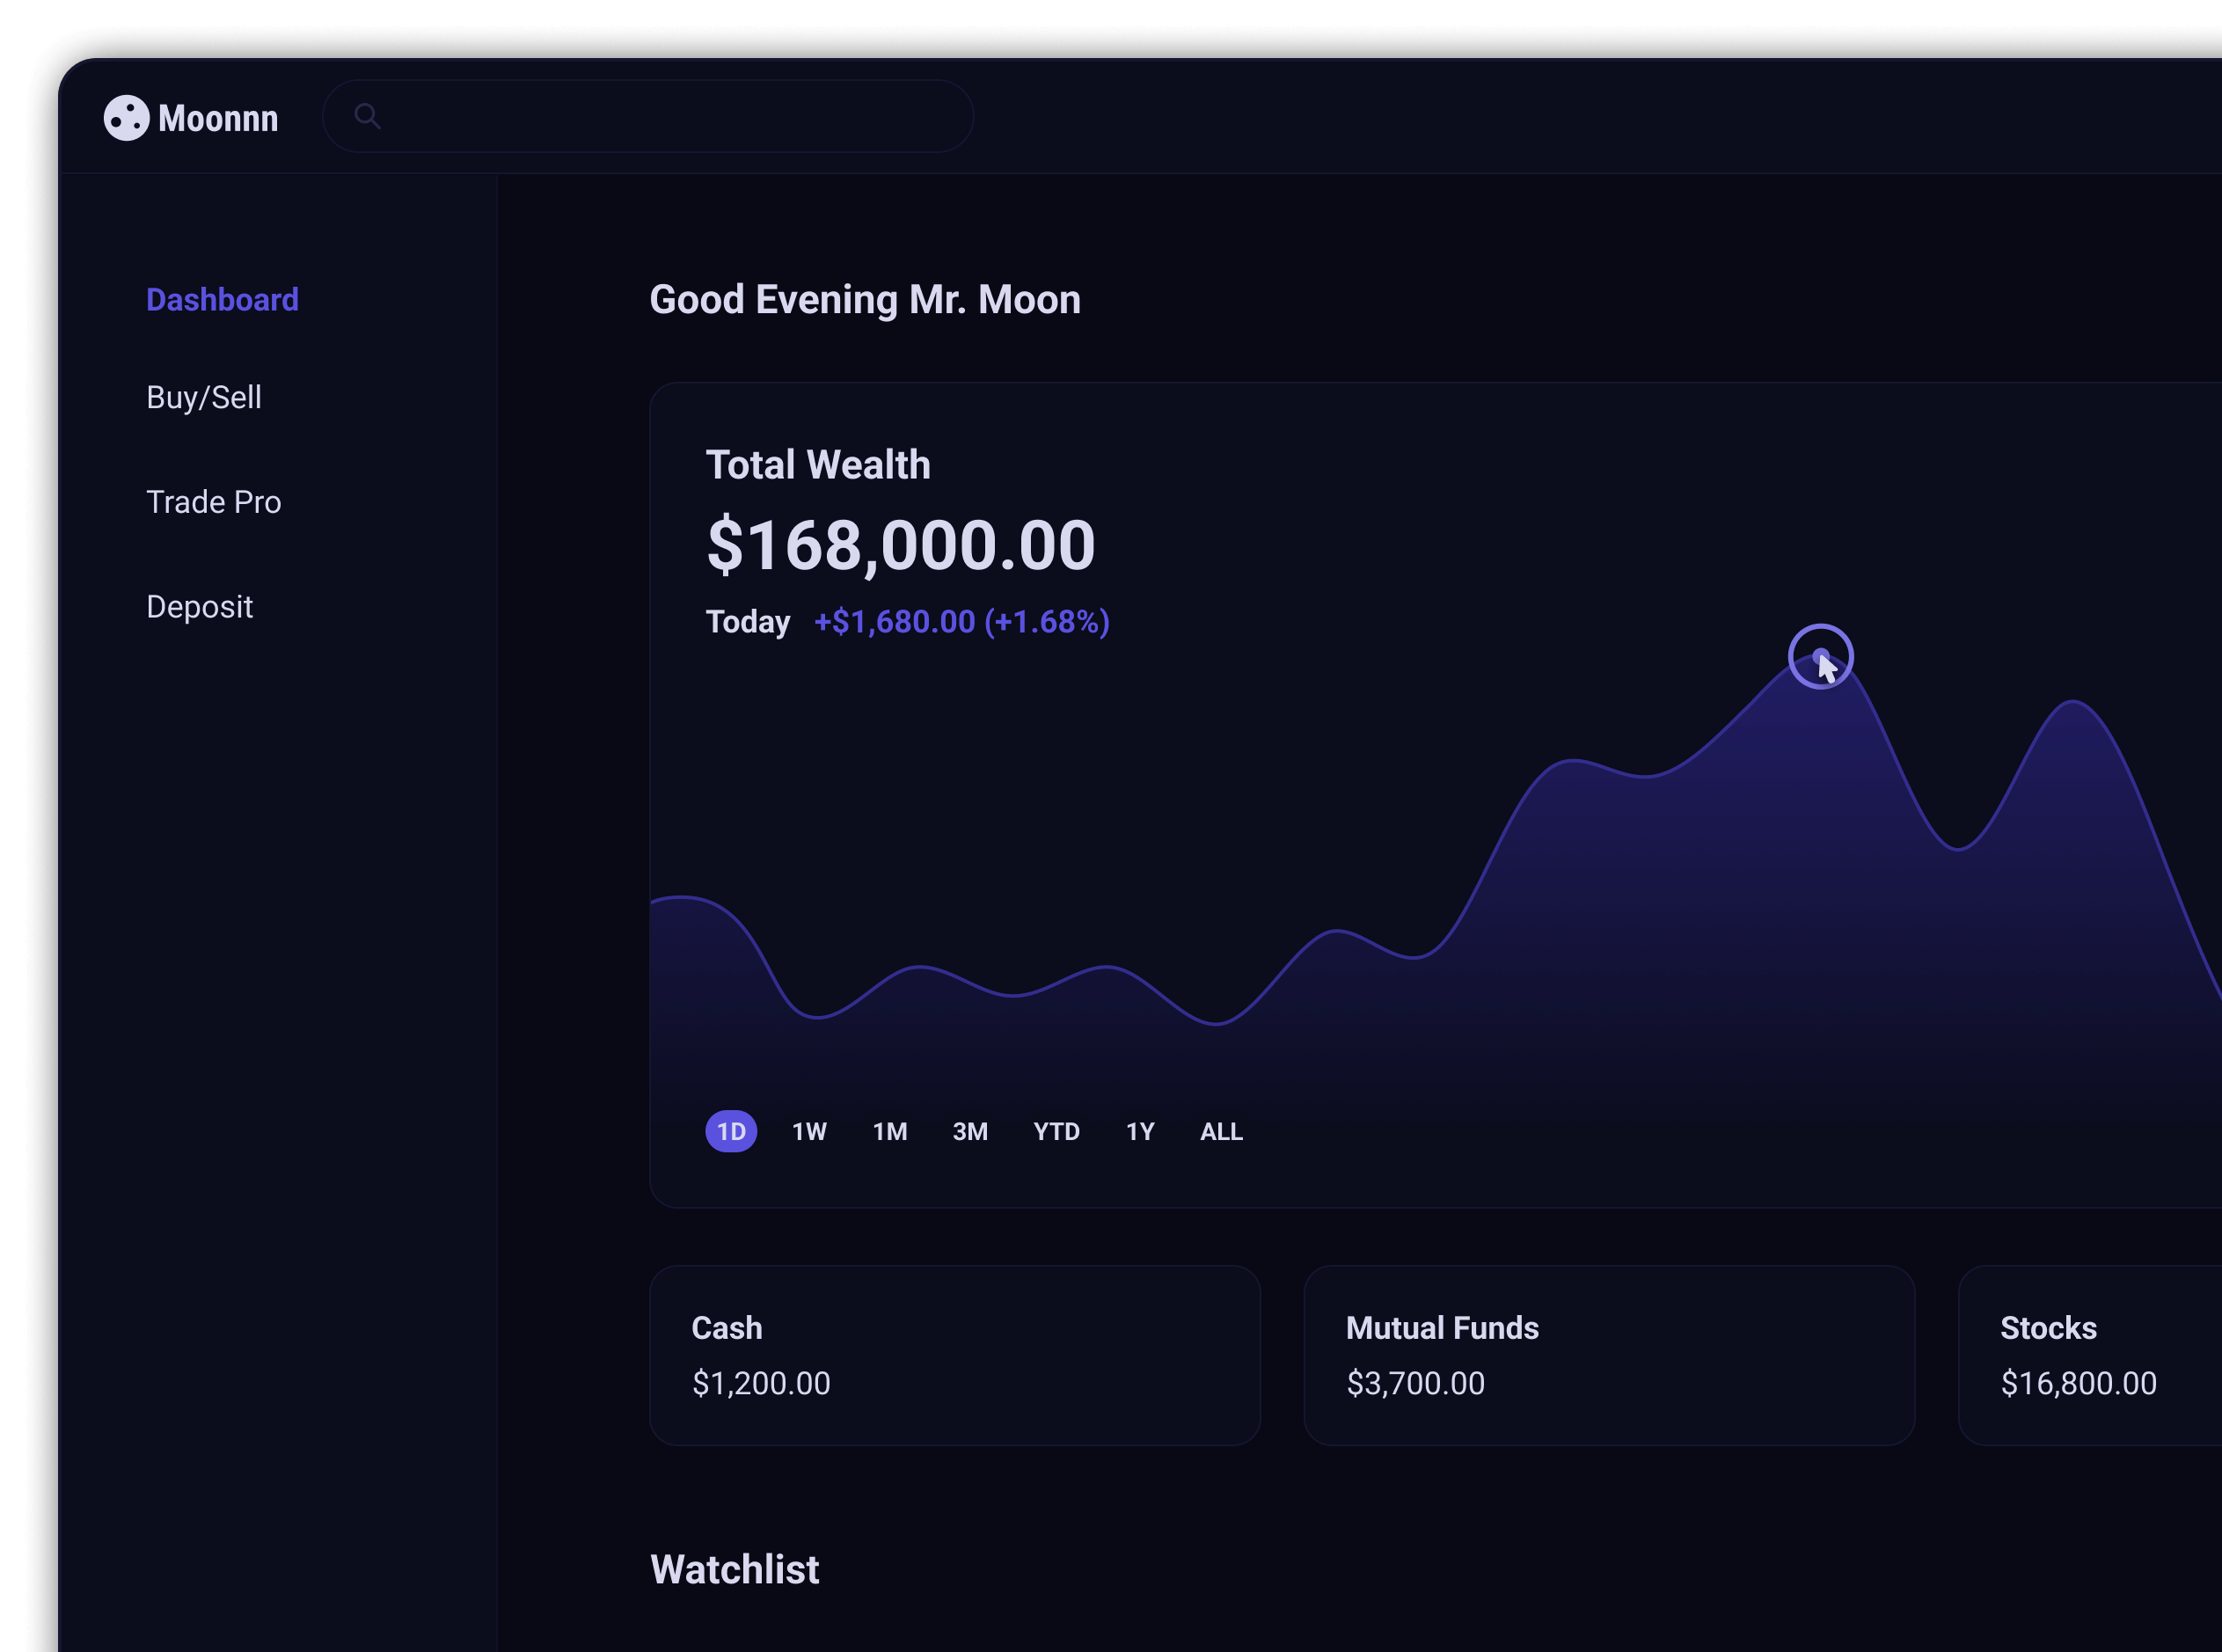 Moonnn
Dashboard
Buy/Sell
Trade Pro
Deposit
Good Evening Mr. Moon
Total Wealth
$168,000.00
Today +$1,680.00 (+1.68%)
1D 1W 1M 3M YTD 1Y ALL
Cash
$1,200.00
Mutual Funds
$3,700.00
Stocks
$16,800.00
Watchlist